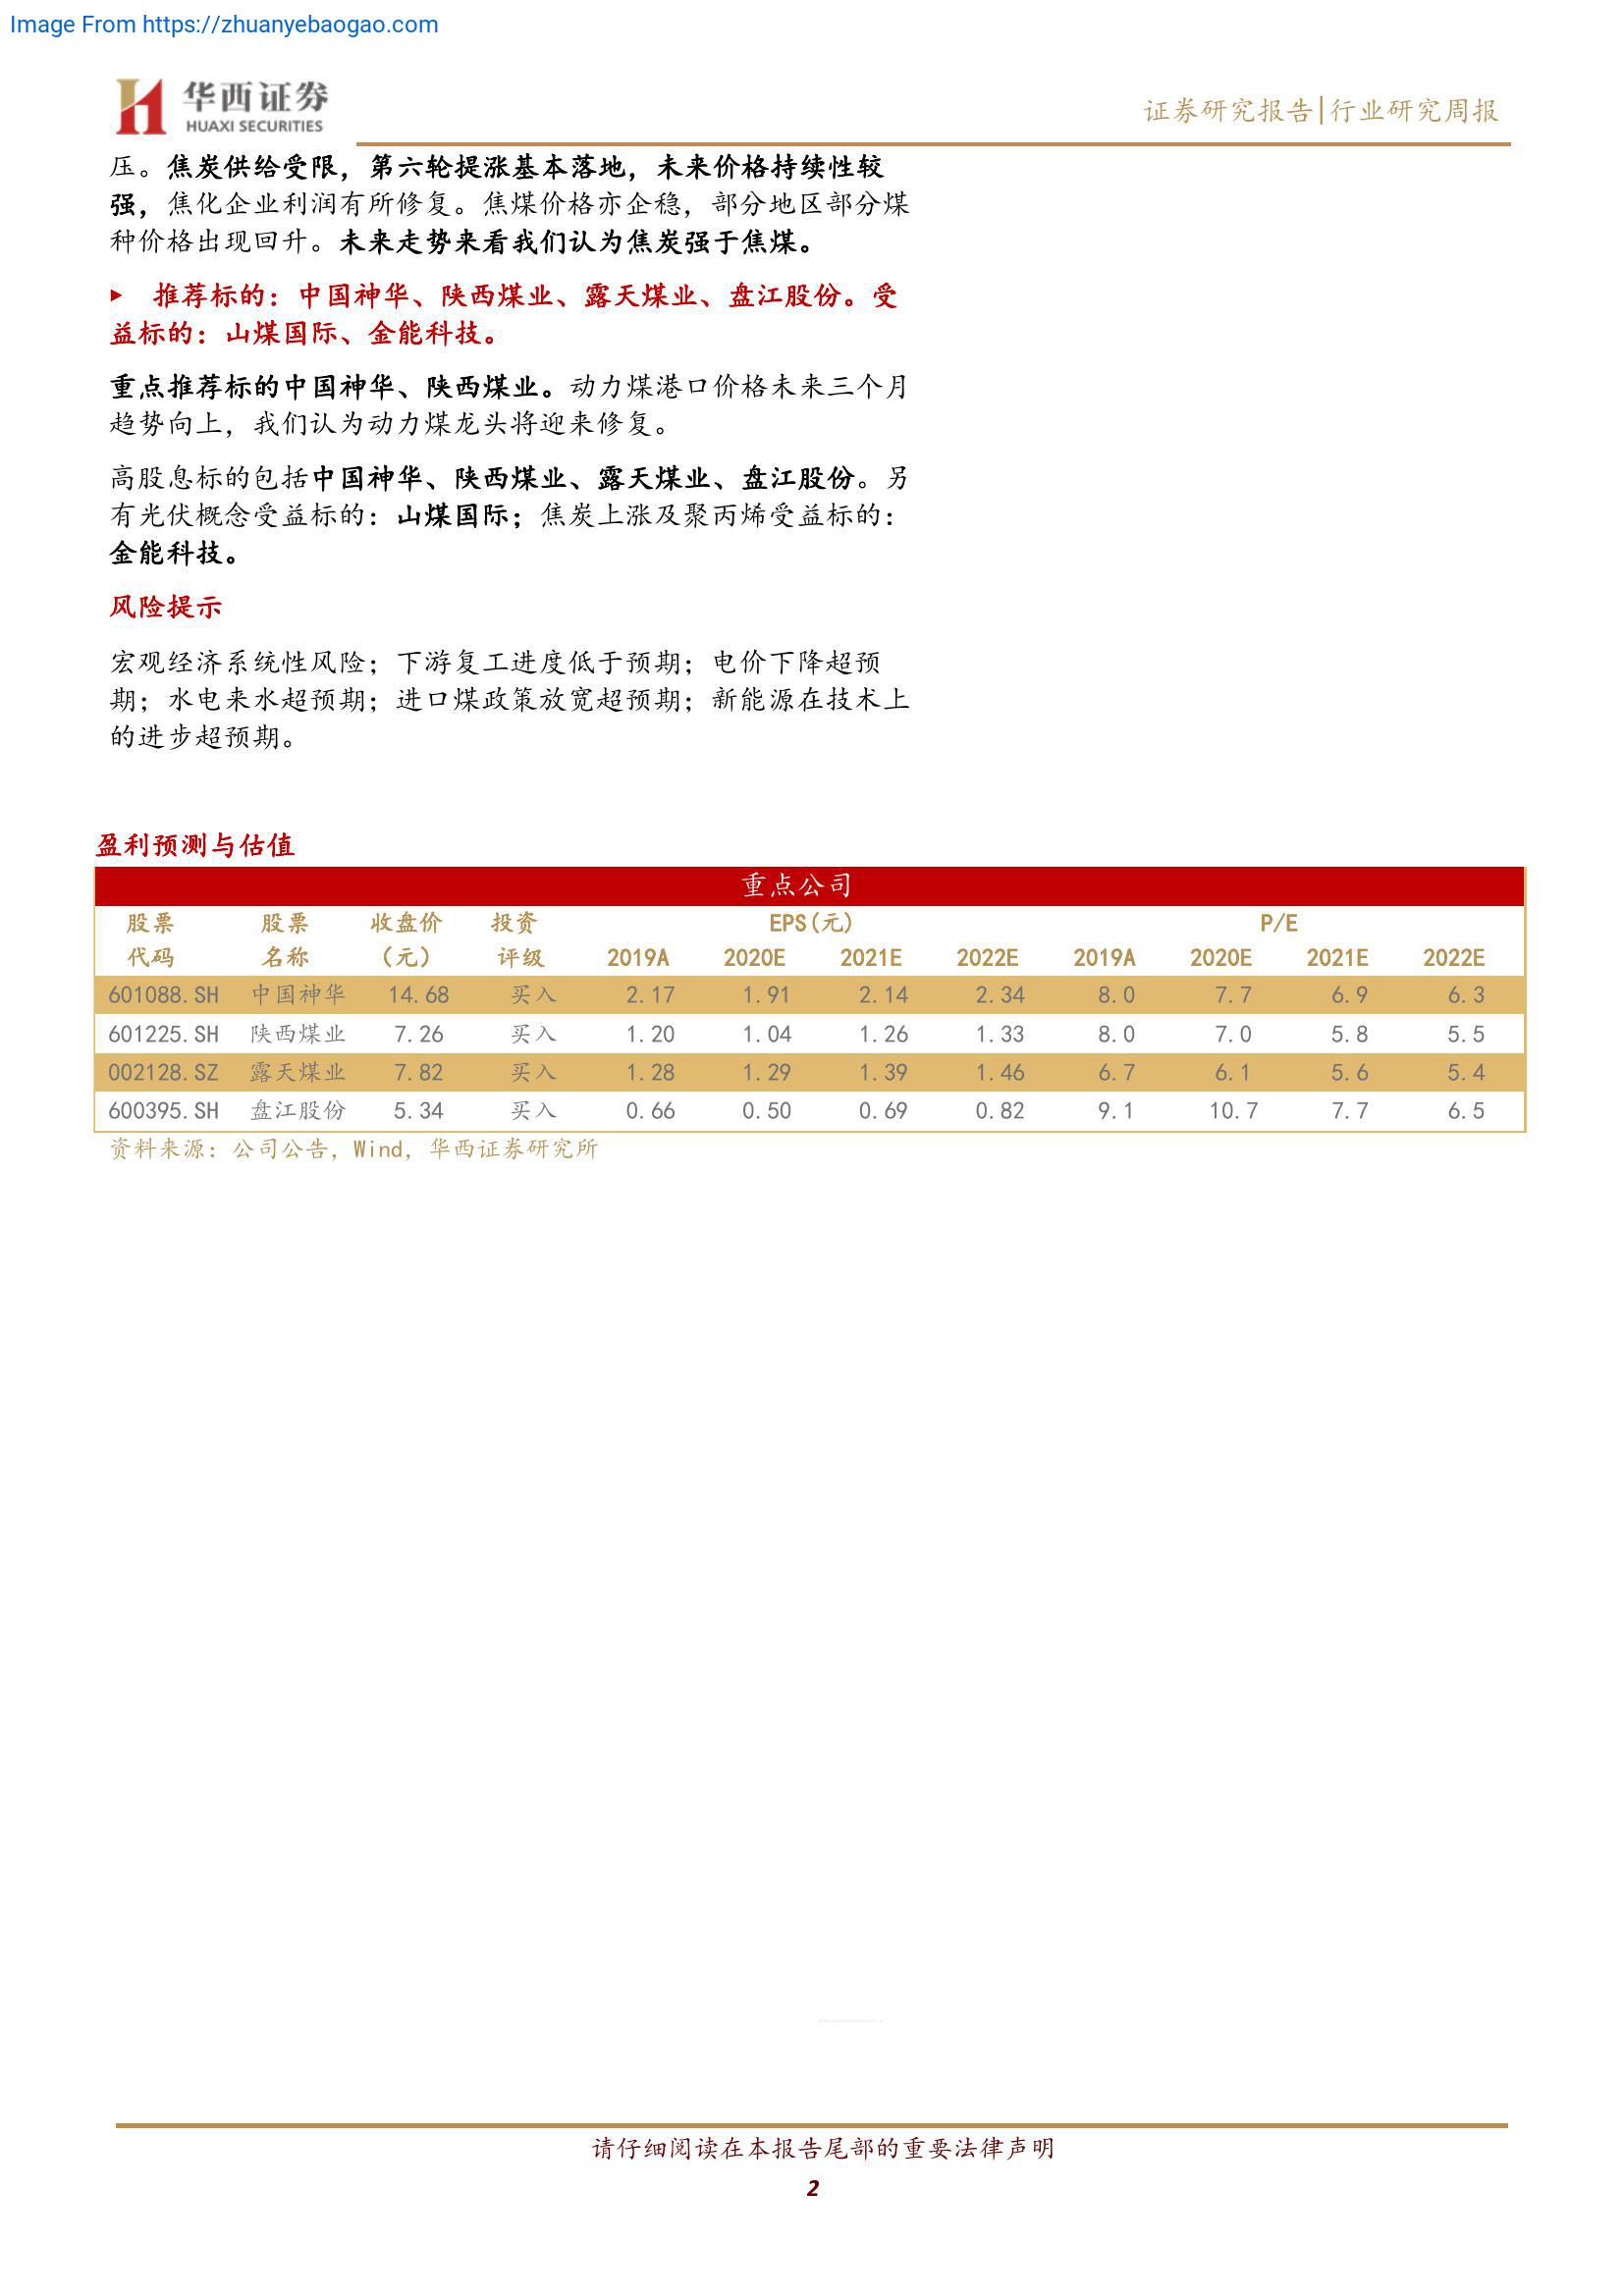 Image From https://zhuanyebaogao.com
华西证券
HUAXI SECURITIES
证券研究报告|行业研究周报
压。焦炭供给受限，第六轮提涨基本落地，未来价格持续性较
强，焦化企业利润有所修复。焦煤价格亦企稳，部分地区部分煤
种价格出现回升。未来走势来看我们认为焦炭强于焦煤。
▶ 推荐标的：中国神华、陕西煤业、露天煤业、盘江股份。受
益标的：山煤国际、金能科技。
重点推荐标的中国神华、陕西煤业。动力煤港口价格未来三个月
趋势向上，我们认为动力煤龙头将迎来修复。
高股息标的包括中国神华、陕西煤业、露天煤业、盘江股份。另
有光伏概念受益标的：山煤国际；焦炭上涨及聚丙烯受益标的：
金能科技。
风险提示
宏观经济系统性风险；下游复工进度低于预期；电价下降超预
期；水电来水超预期；进口煤政策放宽超预期；新能源在技术上
的进步超预期。
盈利预测与估值
重点公司
股票 股票 收盘价 投资 EPS(元) P/E
代码 名称 （元） 评级 2019A 2020E 2021E 2022E 2019A 2020E 2021E 2022E
601088.SH 中国神华 14.68 买入 2.17 1.91 2.14 2.34 8.0 7.7 6.9 6.3
601225.SH 陕西煤业 7.26 买入 1.20 1.04 1.26 1.33 8.0 7.0 5.8 5.5
002128.SZ 露天煤业 7.82 买入 1.28 1.29 1.39 1.46 6.7 6.1 5.6 5.4
600395.SH 盘江股份 5.34 买入 0.66 0.50 0.69 0.82 9.1 10.7 7.7 6.5
资料来源：公司公告，Wind，华西证券研究所
请仔细阅读在本报告尾部的重要法律声明
2